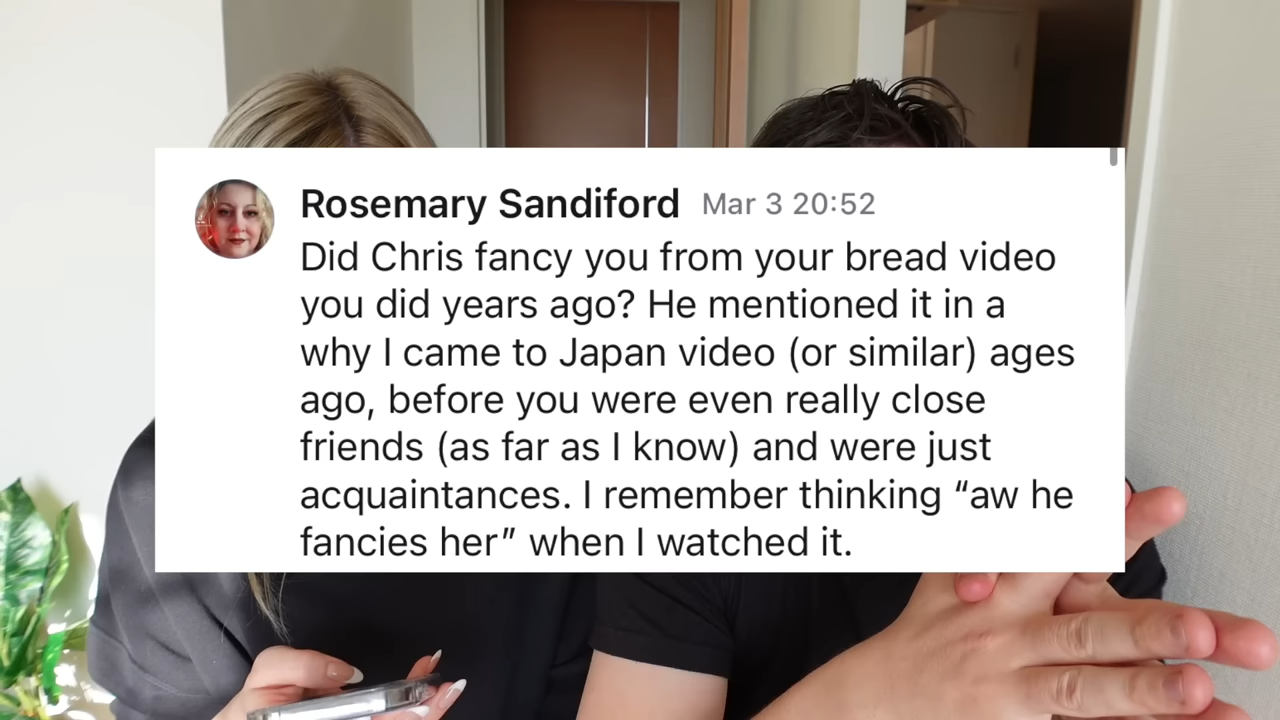 Rosemary Sandiford Mar 3 20:52
Did Chris fancy you from your bread video
you did years ago? He mentioned it in a
why I came to Japan video (or similar) ages
ago, before you were even really close
friends (as far as I know) and were just
acquaintances. I remember thinking “aw he
fancies her” when I watched it.